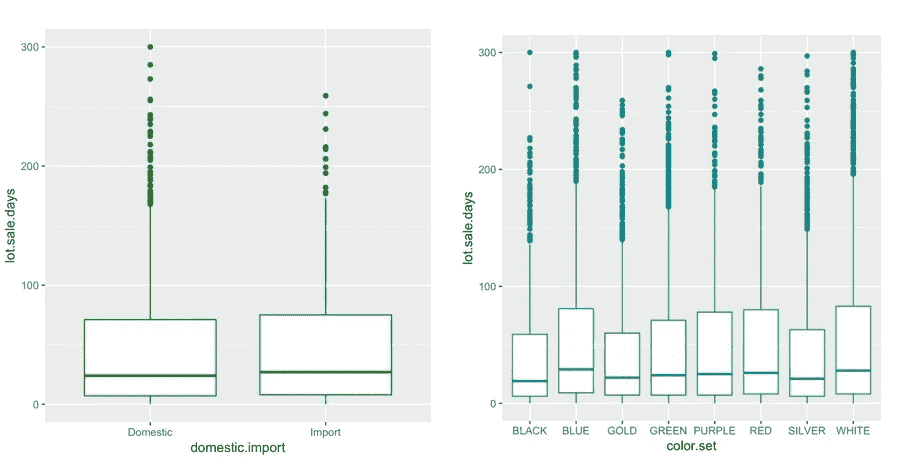 300
200
100
0
lot.sale.days
Domestic Import
domestic.import
300
200
100
0
lot.sale.days
BLACK BLUE GOLD GREEN PURPLE RED SILVER WHITE
color.set